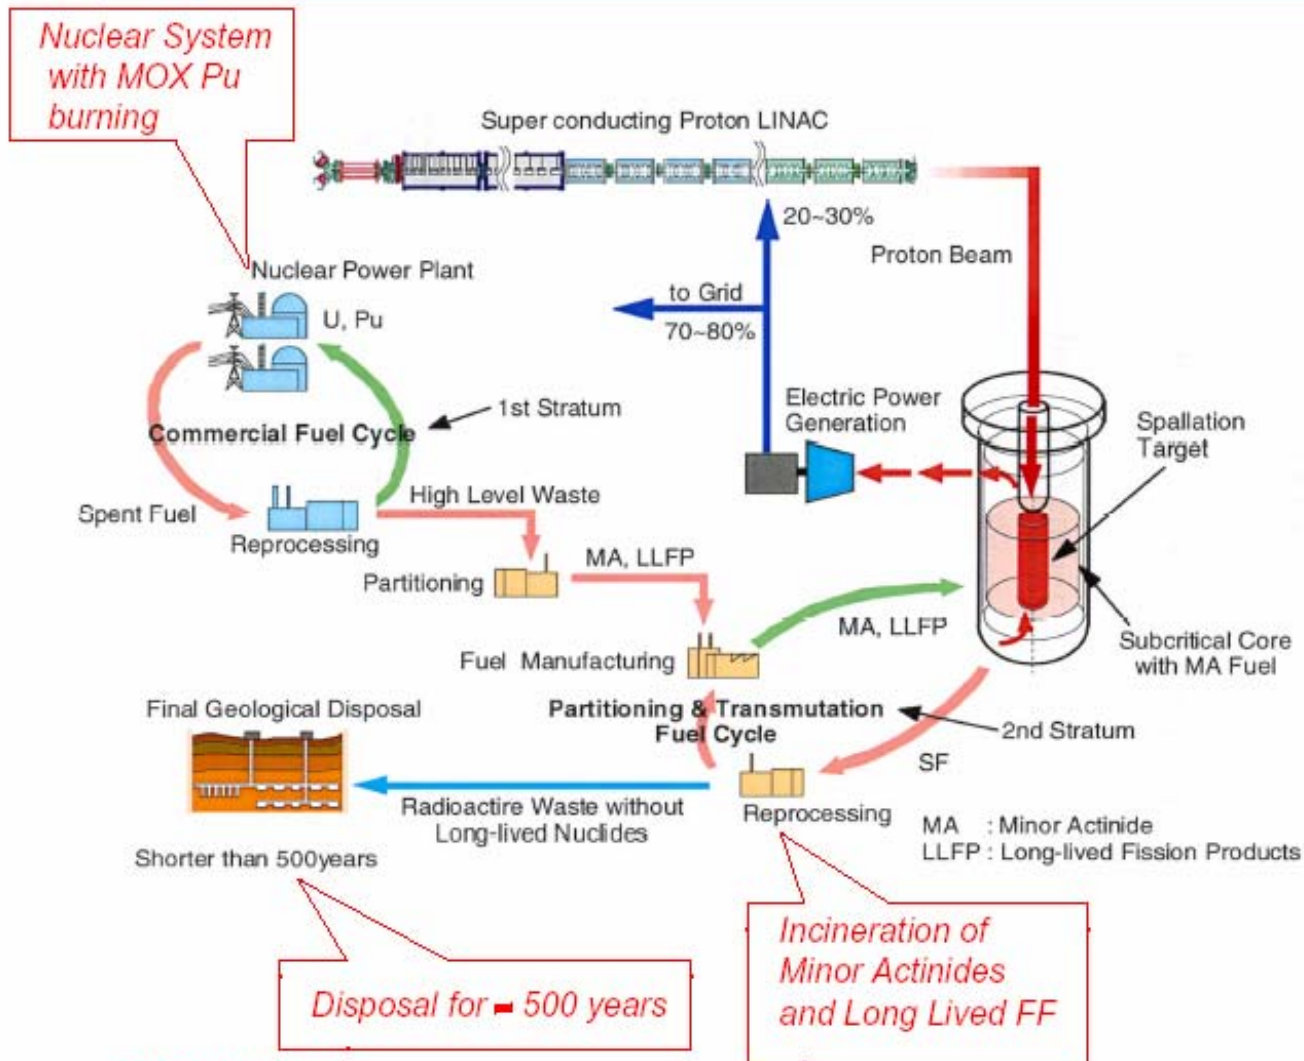 Nuclear System
with MOX Pu
burning
Super conducting Proton LINAC
20~30%
Proton Beam
Nuclear Power Plant
to Grid
U, Pu
70~80%
Electric Power
Generation
1st Stratum
Spallation
Target
Commercial Fuel Cycle
High Level Waste
Spent Fuel
Reprocessing
MA, LLFP
Partitioning
MA, LLFP
Subcritical Core
with MA Fuel
Fuel Manufacturing
Final Geological Disposal
Partitioning & Transmutation
Fuel Cycle
2nd Stratum
SF
Radioactire Waste without
Long-lived Nuclides
Reprocessing
MA : Minor Actinide
LLFP : Long-lived Fission Products
Shorter than 500years
Incineration of
Minor Actinides
and Long Lived FF
Disposal for 500 years